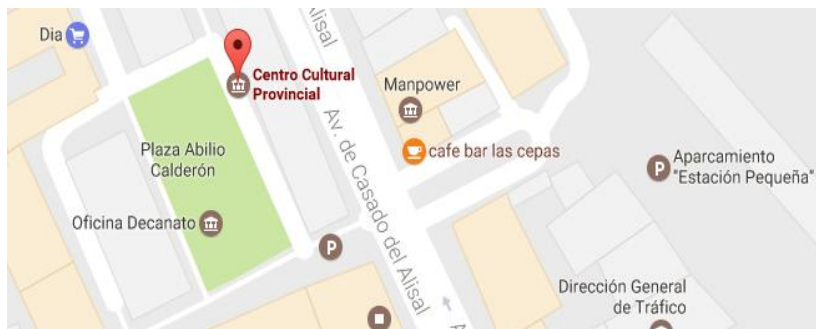 Alisal
Dia
Centro Cultural
Provincial
Manpower
Av. de Casado del Alisal
cafe bar las cepas
Plaza Abilio
Calderón
P
Aparcamiento
"Estación Pequeña"
Oficina Decanato
P
Dirección General
de Tráfico
A